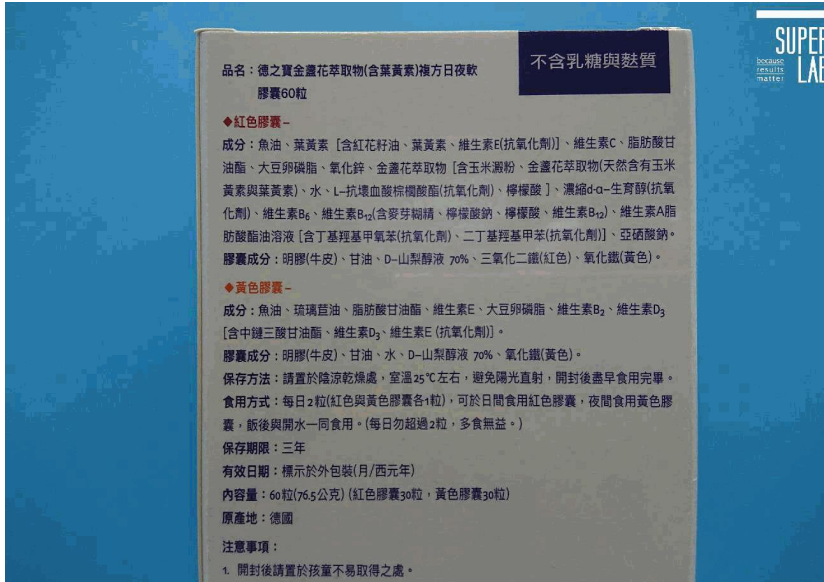 SUPER
because
results
matter
LAB
不含乳糖與麩質
品名：德之寶金盞花萃取物(含葉黃素)複方日夜軟
膠囊60粒
◆紅色膠囊–
成分：魚油、葉黃素 [含紅花籽油、葉黃素、維生素E(抗氧化劑)]、維生素C、脂肪酸甘
油酯、大豆卵磷脂、氧化鋅、金盞花萃取物 [含玉米澱粉、金盞花萃取物(天然含有玉米
黃素與葉黃素)、水、L–抗壞血酸棕櫚酸酯(抗氧化劑)、檸檬酸 ]、濃縮d-α–生育醇(抗氧
化劑)、維生素B₆、維生素B₁₂(含麥芽糊精、檸檬酸鈉、檸檬酸、維生素B₁₂)、維生素A脂
肪酸酯油溶液 [含丁基羥基甲氧苯(抗氧化劑)、二丁基羥基甲苯(抗氧化劑)]、亞硒酸鈉。
膠囊成分：明膠(牛皮)、甘油、D–山梨醇液 70%、三氧化二鐵(紅色)、氧化鐵(黃色)。
◆黃色膠囊–
成分：魚油、琉璃苣油、脂肪酸甘油酯、維生素E、大豆卵磷脂、維生素B₂、維生素D₃
[含中鏈三酸甘油酯、維生素D₃、維生素E (抗氧化劑)]。
膠囊成分：明膠(牛皮)、甘油、水、D–山梨醇液 70%、氧化鐵(黃色)。
保存方法：請置於陰涼乾燥處，室溫25℃左右，避免陽光直射，開封後盡早食用完畢。
食用方式：每日2粒(紅色與黃色膠囊各1粒)，可於日間食用紅色膠囊，夜間食用黃色膠
囊，飯後與開水一同食用。(每日勿超過2粒，多食無益。)
保存期限：三年
有效日期：標示於外包裝(月/西元年)
內容量：60粒(76.5公克) (紅色膠囊30粒，黃色膠囊30粒)
原產地：德國
注意事項：
1. 開封後請置於孩童不易取得之處。